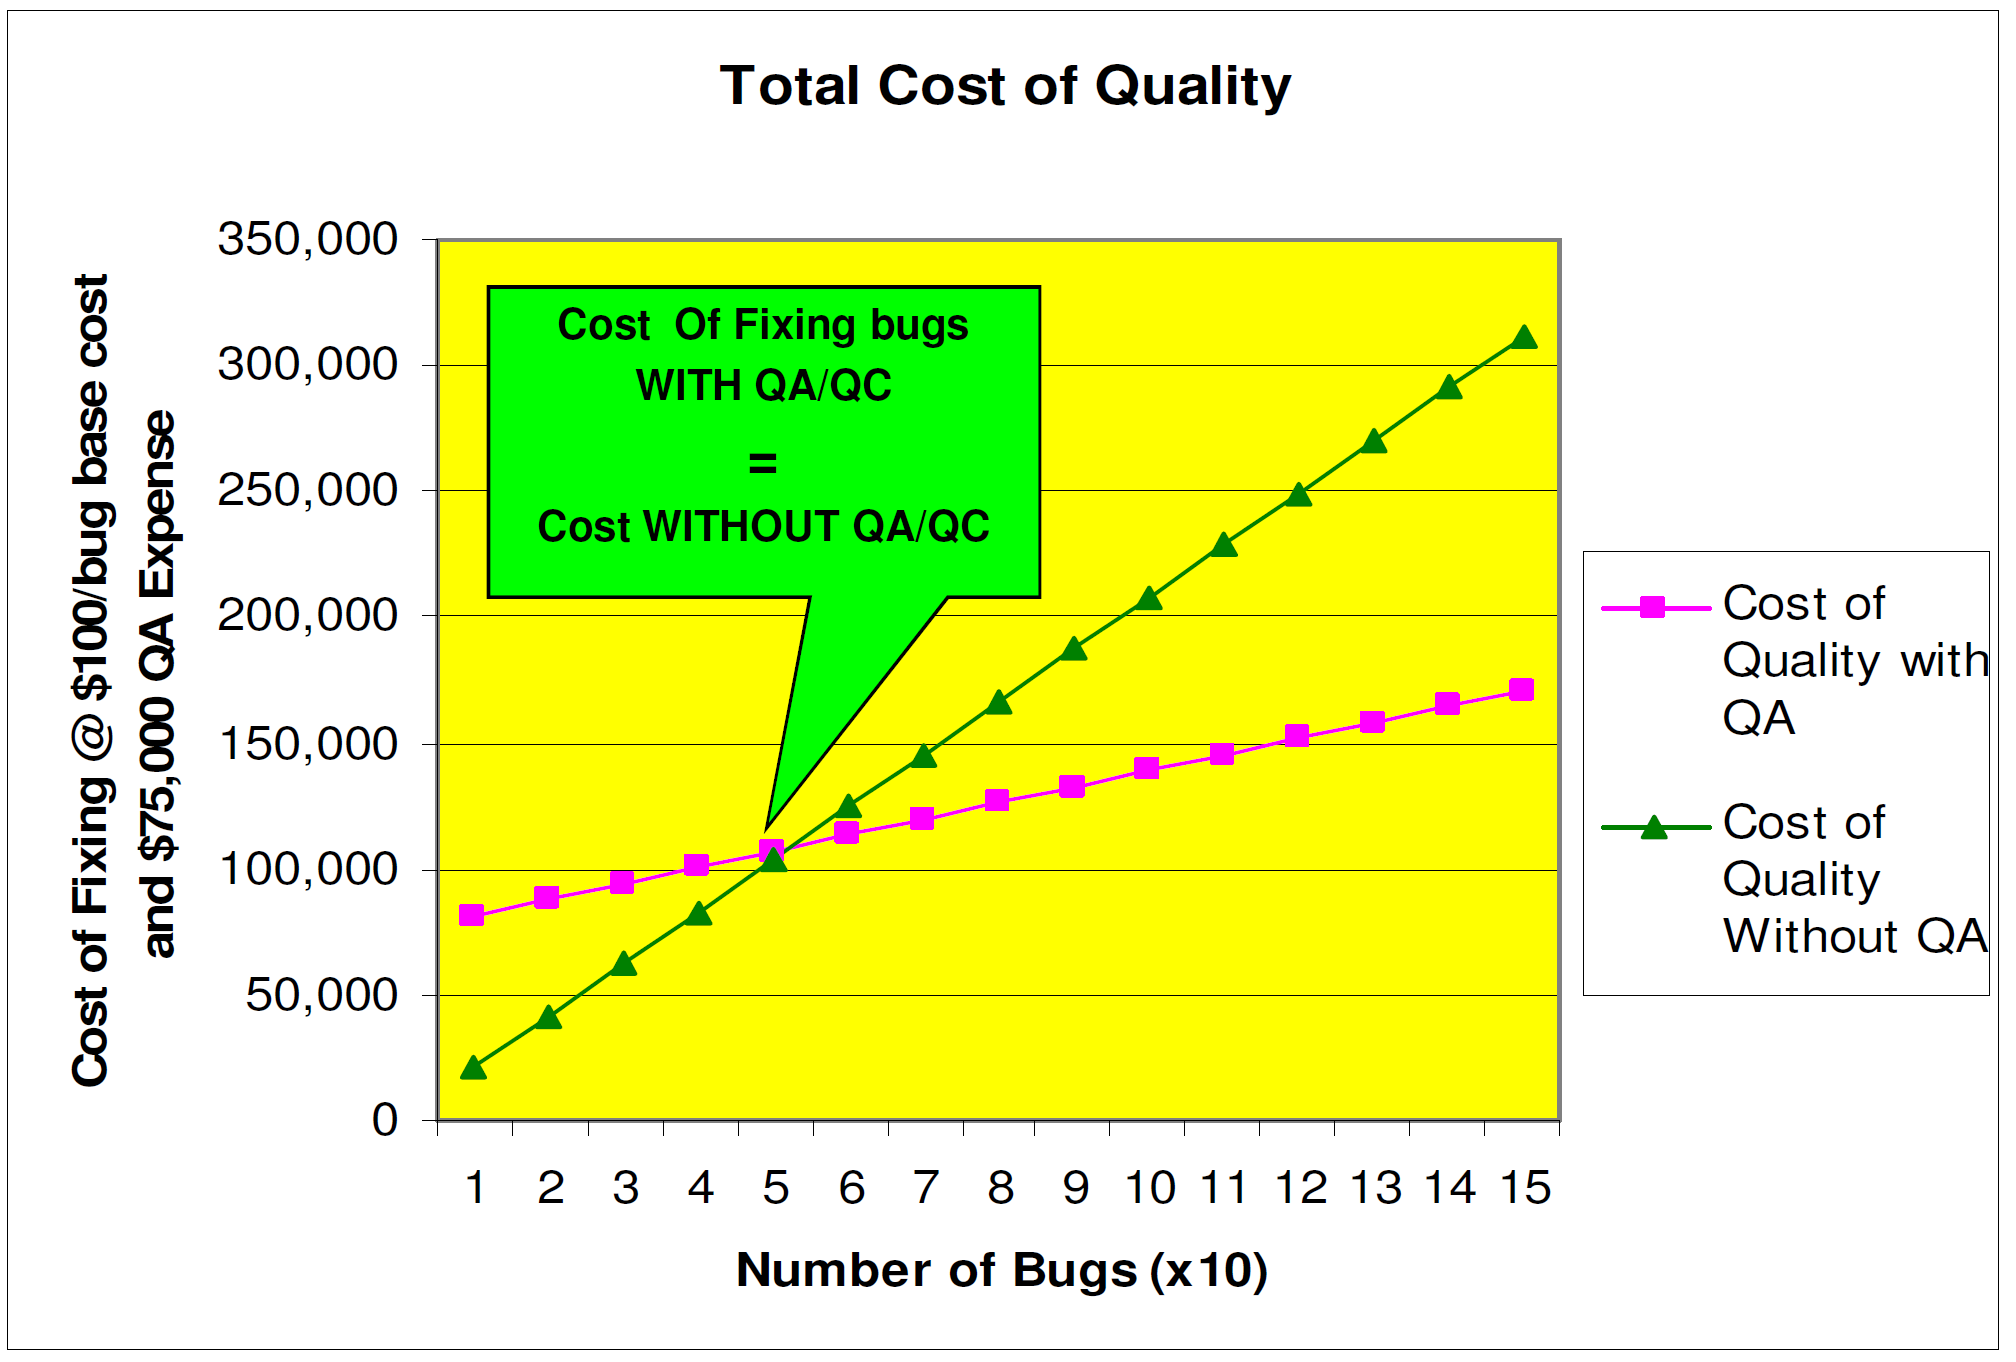 Total Cost of Quality
350,000
300,000
250,000
200,000
150,000
100,000
50,000
0
Cost of Fixing @ $100/bug base cost
and $75,000 QA Expense
Cost Of Fixing bugs
WITH QA/QC
=
Cost WITHOUT QA/QC
1 2 3 4 5 6 7 8 9 10 11 12 13 14 15
Number of Bugs (x10)
Cost of
Quality with
QA
Cost of
Quality
Without QA